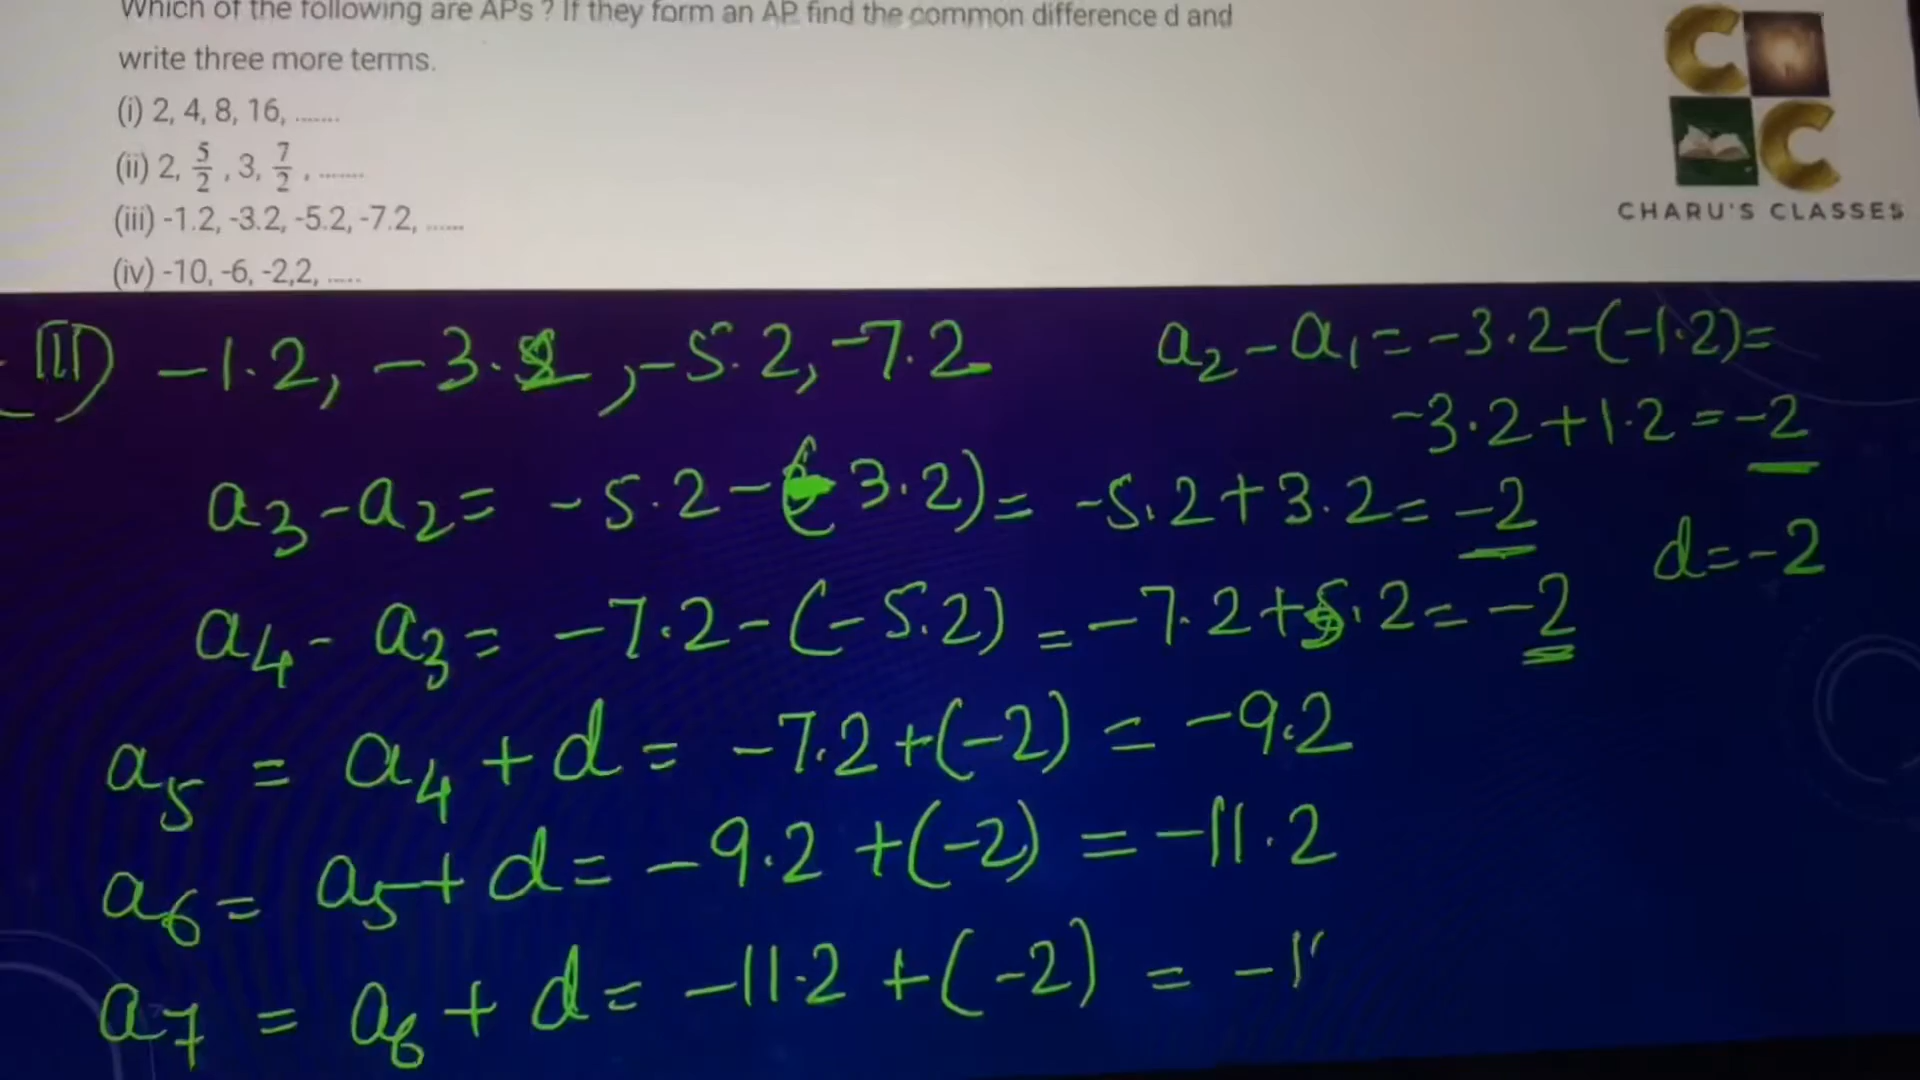 Which of the following are APs ? If they form an AP find the common difference d and
write three more terms.
(i) 2, 4, 8, 16, .......
(ii) 2, 5/2 , 3, 7/2 , .......
(iii) -1.2, -3.2, -5.2, -7.2, ......
(iv) -10, -6, -2,2, .....
CHARU'S CLASSES
(III) -1.2, -3.2, -5.2, -7.2
a₂-a₁ = -3.2-(-1.2)=
-3.2+1.2 = -2
a₃-a₂ = -5.2-(-3.2) = -5.2+3.2 = -2
d=-2
a₄-a₃ = -7.2-(-5.2) = -7.2+5.2 = -2
a₅ = a₄+d = -7.2+(-2) = -9.2
a₆ = a₅+d = -9.2+(-2) = -11.2
a₇ = a₆+d = -11.2+(-2) = -1